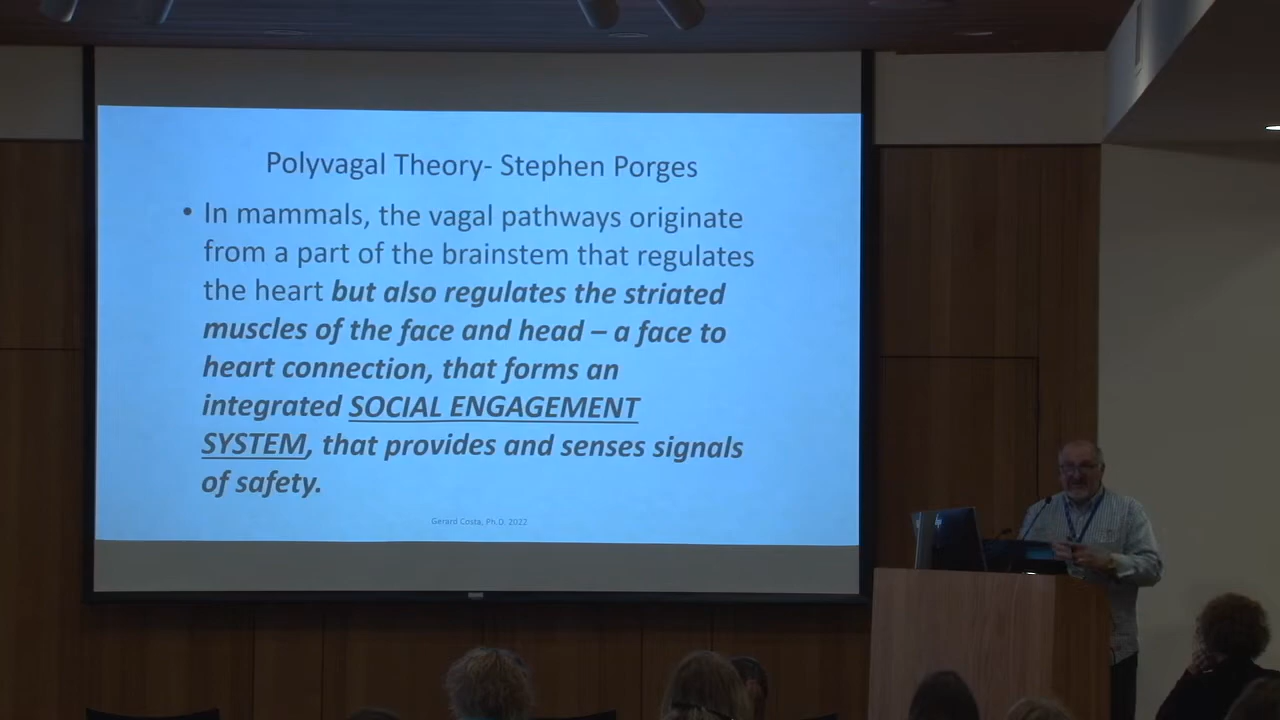 Polyvagal Theory- Stephen Porges
• In mammals, the vagal pathways originate
from a part of the brainstem that regulates
the heart but also regulates the striated
muscles of the face and head – a face to
heart connection, that forms an
integrated SOCIAL ENGAGEMENT
SYSTEM, that provides and senses signals
of safety.
Gerard Costa, Ph.D. 2022